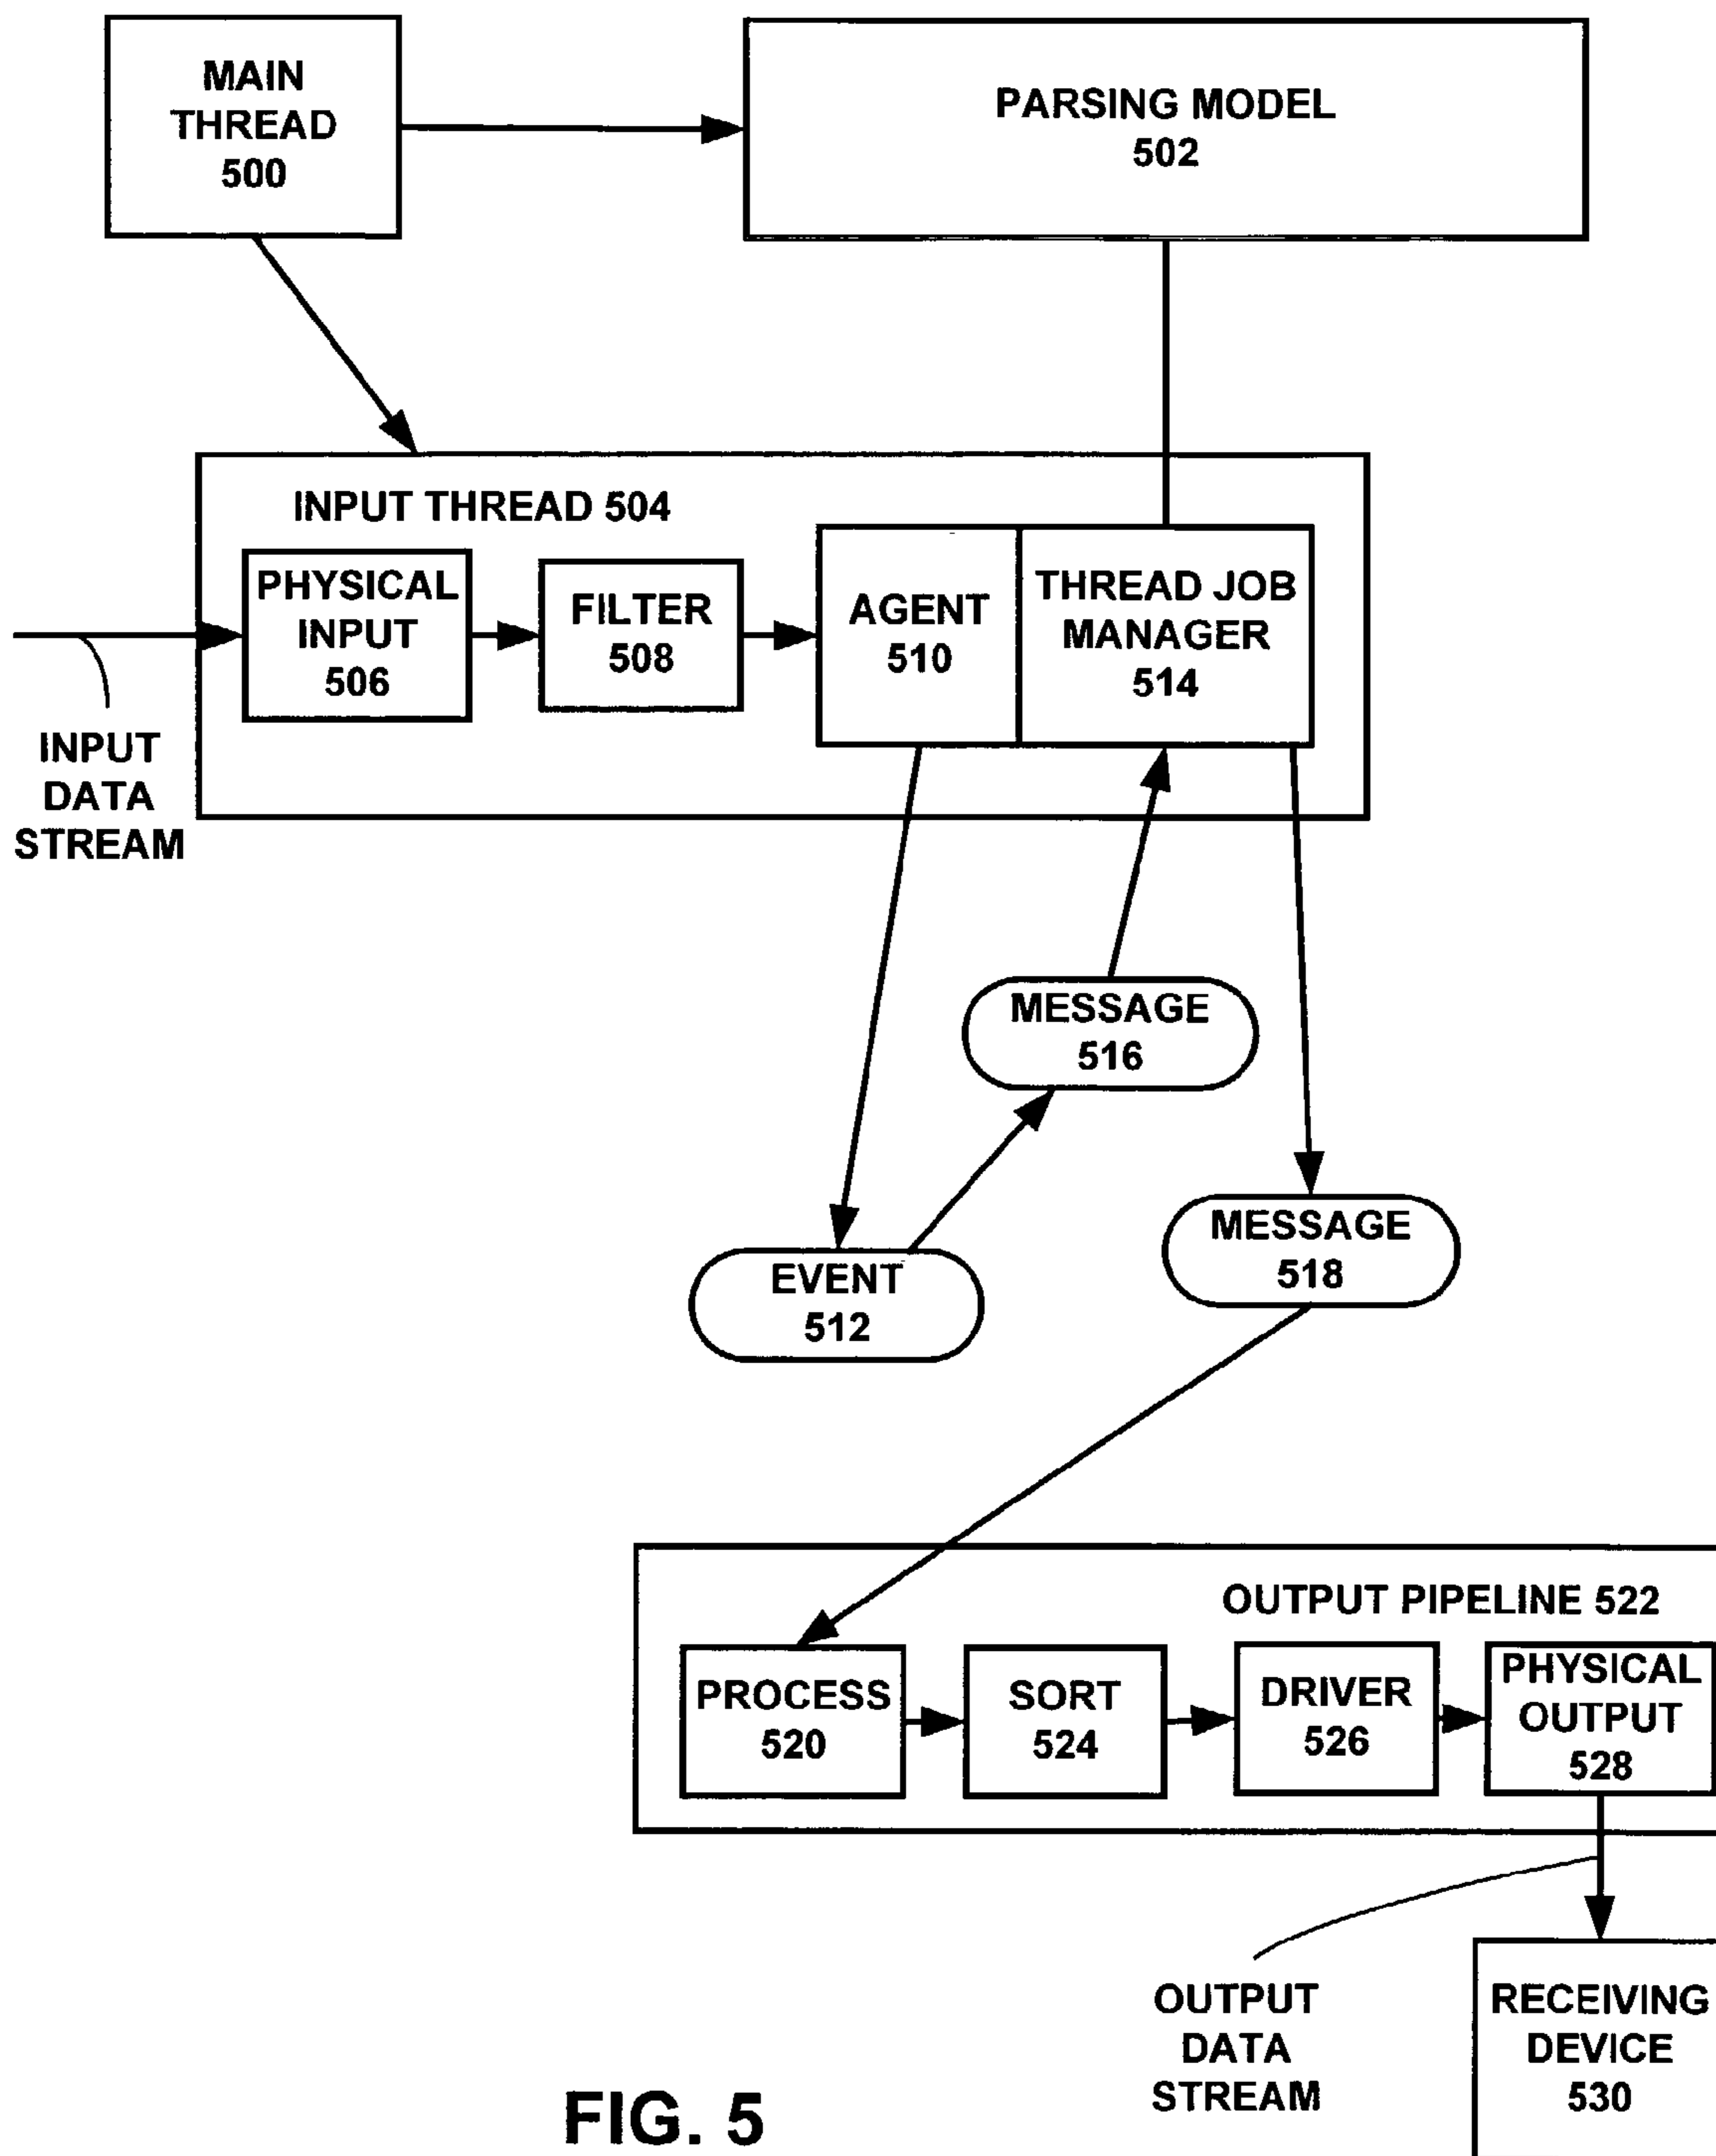 MAIN
THREAD
500
PARSING MODEL
502
INPUT THREAD 504
PHYSICAL
INPUT
506
FILTER
508
AGENT
510
THREAD JOB
MANAGER
514
INPUT
DATA
STREAM
MESSAGE
516
MESSAGE
518
EVENT
512
OUTPUT PIPELINE 522
PROCESS
520
SORT
524
DRIVER
526
PHYSICAL
OUTPUT
528
OUTPUT
DATA
STREAM
RECEIVING
DEVICE
530
FIG. 5